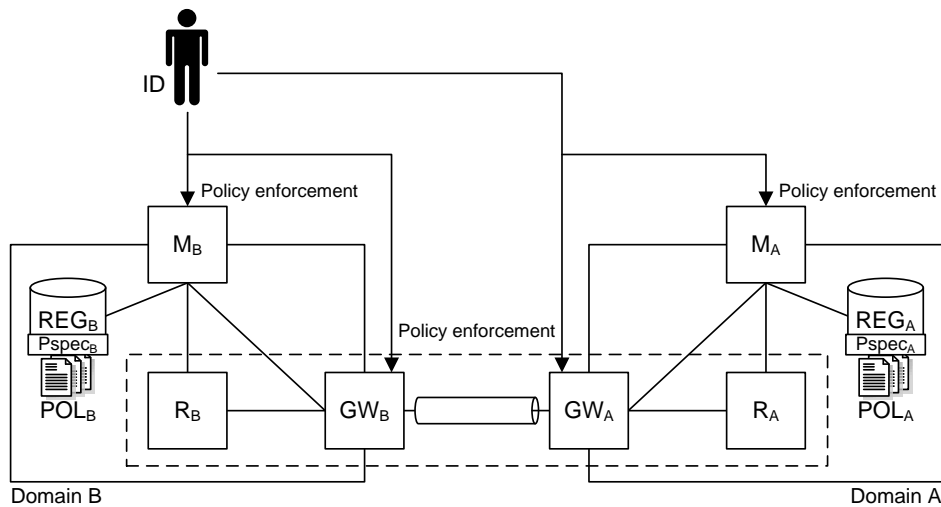 ID
Policy enforcement
Policy enforcement
M_B
M_A
REG_B
REG_A
Pspec_B
Policy enforcement
Pspec_A
POL_B
R_B
GW_B
GW_A
R_A
POL_A
Domain B
Domain A